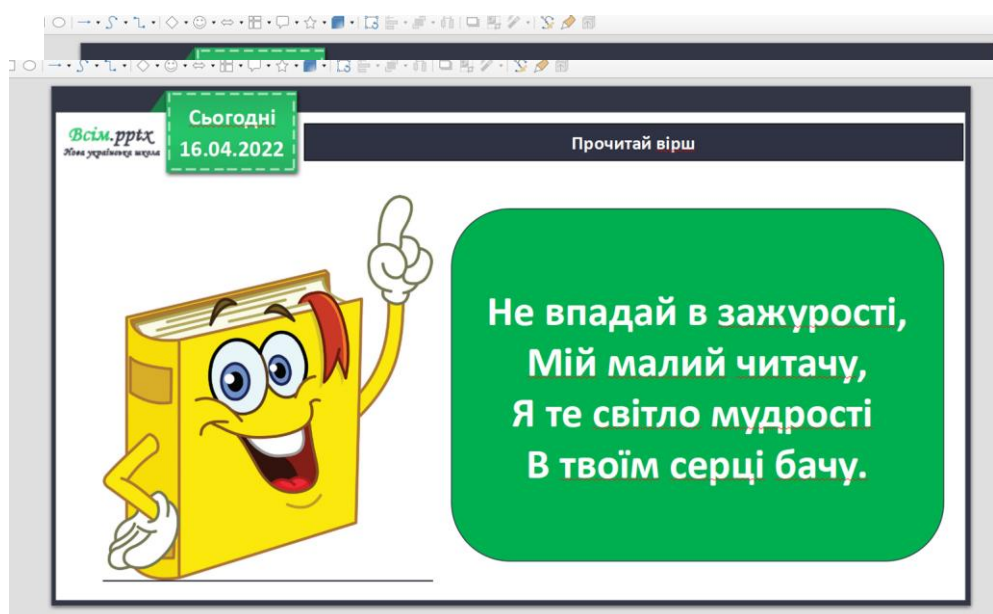 Всім.pptx
Нова українська школа
Сьогодні
16.04.2022
Прочитай вірш
Не впадай в зажурості,
Мій малий читачу,
Я те світло мудрості
В твоїм серці бачу.